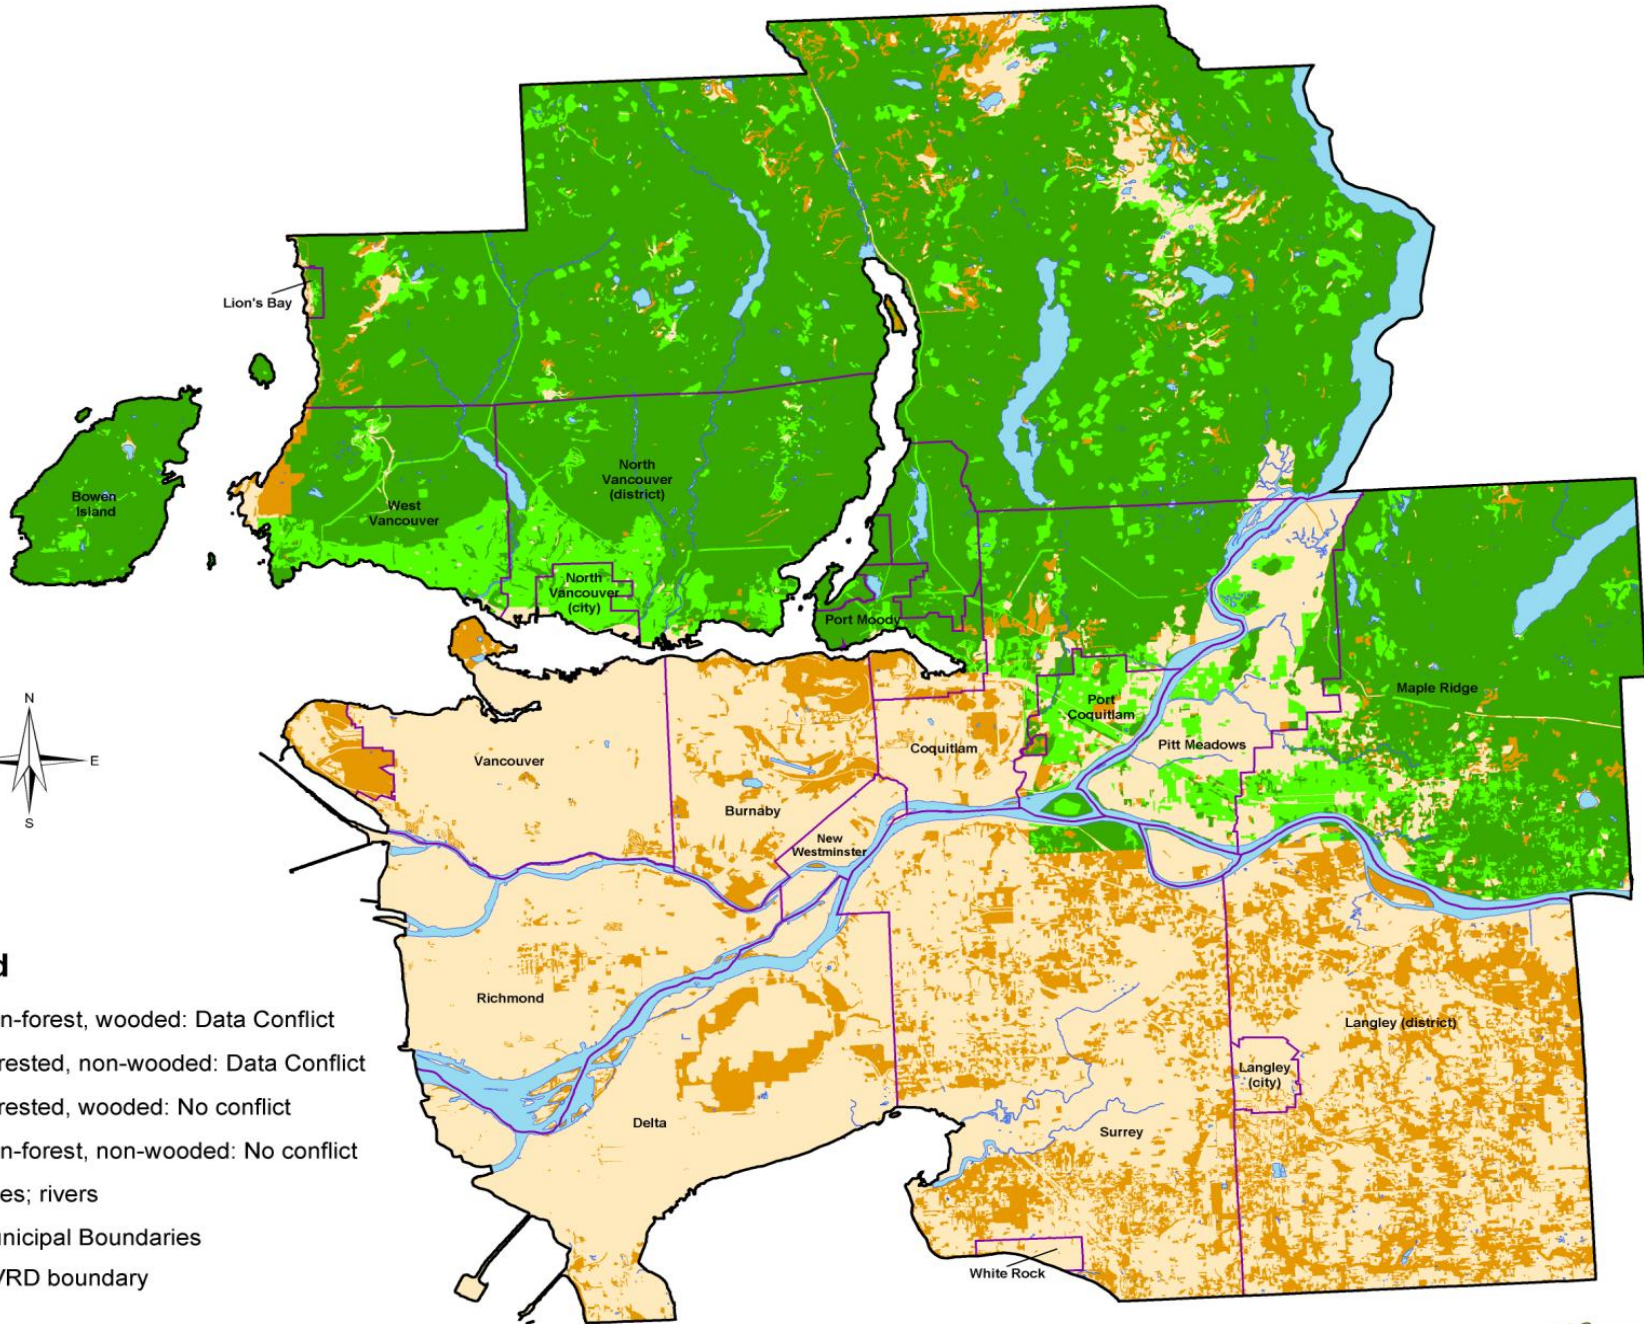 Lion's Bay
Bowen
Island
West
Vancouver
North
Vancouver
(district)
North
Vancouver
(city)
Port Moody
Maple Ridge
Port
Coquitlam
Pitt Meadows
Coquitlam
Vancouver
Burnaby
New
Westminster
Richmond
Delta
Langley (district)
Langley
(city)
Surrey
White Rock
N
E
S
d
n-forest, wooded: Data Conflict
rested, non-wooded: Data Conflict
rested, wooded: No conflict
n-forest, non-wooded: No conflict
es; rivers
unicipal Boundaries
VRD boundary